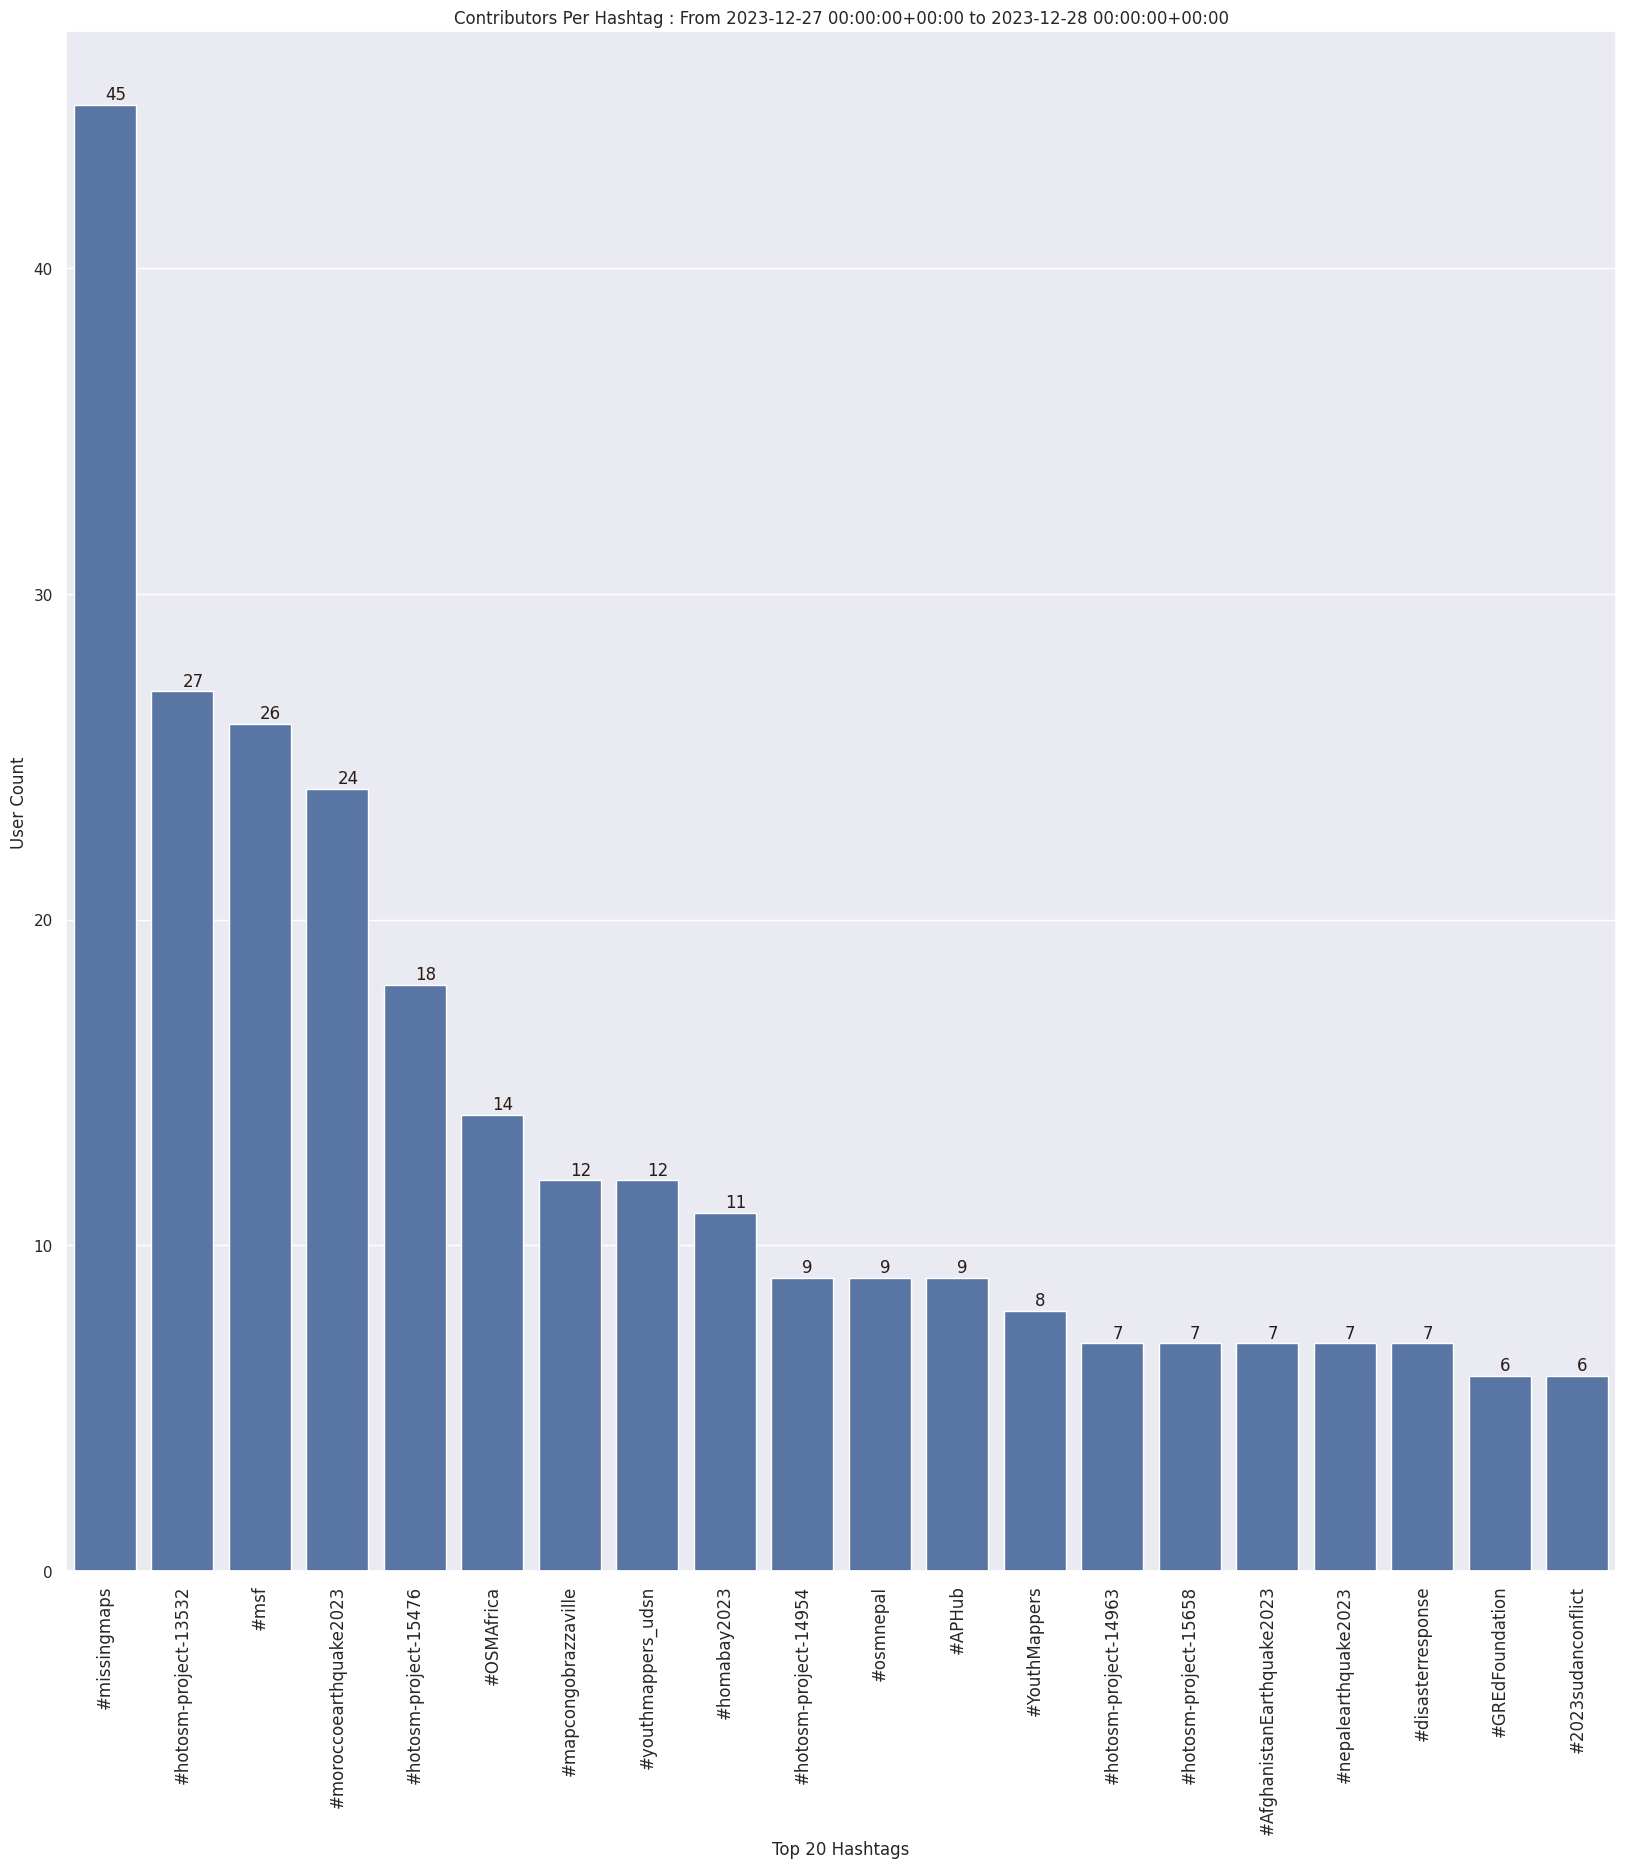 Contributors Per Hashtag : From 2023-12-27 00:00:00+00:00 to 2023-12-28 00:00:00+00:00
User Count
40
30
20
10
0
45
27
26
24
18
14
12
12
11
9
9
9
8
7
7
7
7
7
6
6
#missingmaps
#hotosm-project-13532
#msf
#moroccoearthquake2023
#hotosm-project-15476
#OSMAfrica
#mapcongobrazzaville
#youthmappers_udsn
#homabay2023
#hotosm-project-14954
#osmnepal
#APHub
#YouthMappers
#hotosm-project-14963
#hotosm-project-15658
#AfghanistanEarthquake2023
#nepalearthquake2023
#disasterresponse
#GREdFoundation
#2023sudanconflict
Top 20 Hashtags